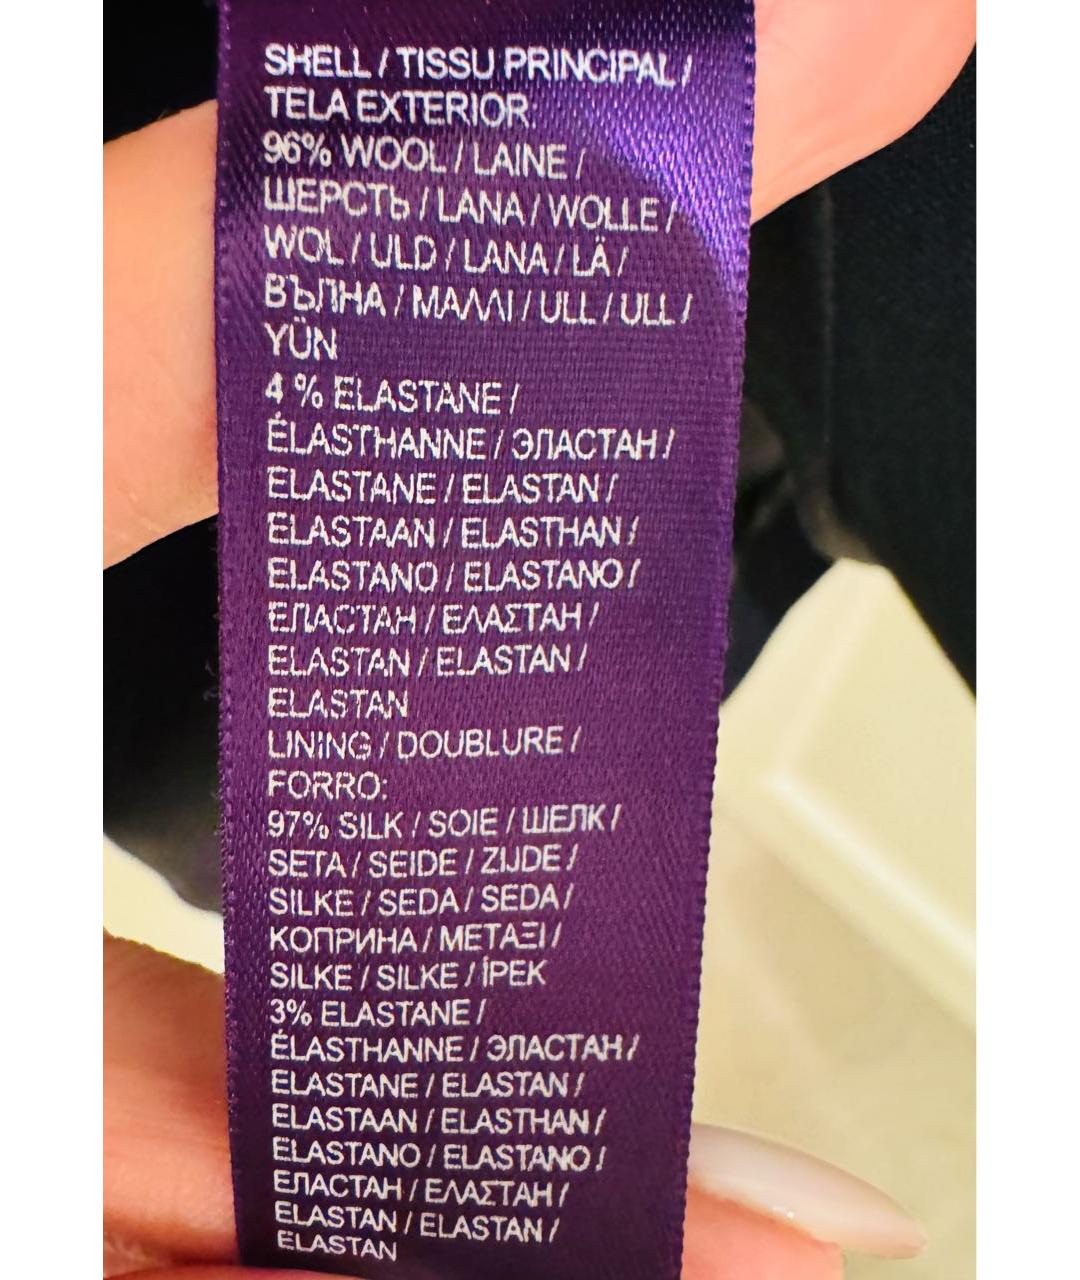 SHELL / TISSU PRINCIPAL /
TELA EXTERIOR:
96% WOOL / LAINE /
ШЕРСТЬ / LANA / WOLLE /
WOL / ULD / LANA / LÄ /
ВЪЛНА / ΜΑΛΛΙ / ULL / ULL /
YÜN
4 % ELASTANE /
ÉLASTHANNE / ЭЛАСТАН /
ELASTANE / ELASTAN /
ELASTAAN / ELASTHAN /
ELASTANO / ELASTANO /
ЕЛАСТАН / ΕΛΑΣΤΑΗ /
ELASTAN / ELASTAN /
ELASTAN
LINING / DOUBLURE /
FORRO:
97% SILK / SOIE / ШЕЛК /
SETA / SEIDE / ZIJDE /
SILKE / SEDA / SEDA /
КОПРИНА / ΜΕΤΑΞΙ /
SILKE / SILKE / İPEK
3% ELASTANE /
ÉLASTHANNE / ЭЛАСТАН /
ELASTANE / ELASTAN /
ELASTAAN / ELASTHAN /
ELASTANO / ELASTANO /
ЕЛАСТАН / ΕΛΑΣΤΑΗ /
ELASTAN / ELASTAN /
ELASTAN